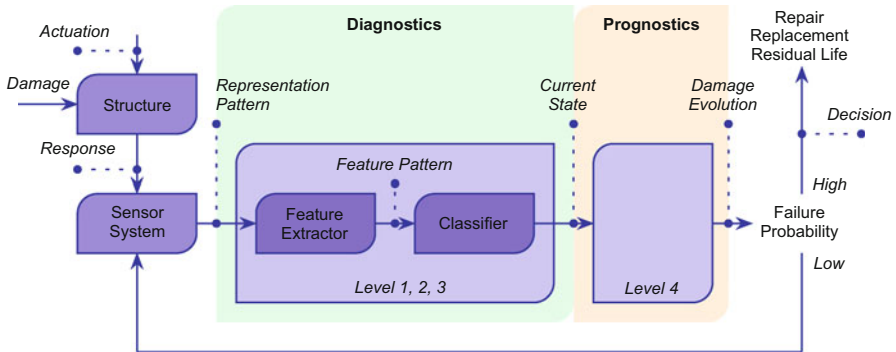 Diagnostics
Prognostics
Repair
Replacement
Residual Life
Actuation
Damage
Structure
Representation
Pattern
Current
State
Damage
Evolution
Decision
Response
Feature Pattern
Sensor
System
Feature
Extractor
Classifier
High
Failure
Probability
Low
Level 1, 2, 3
Level 4